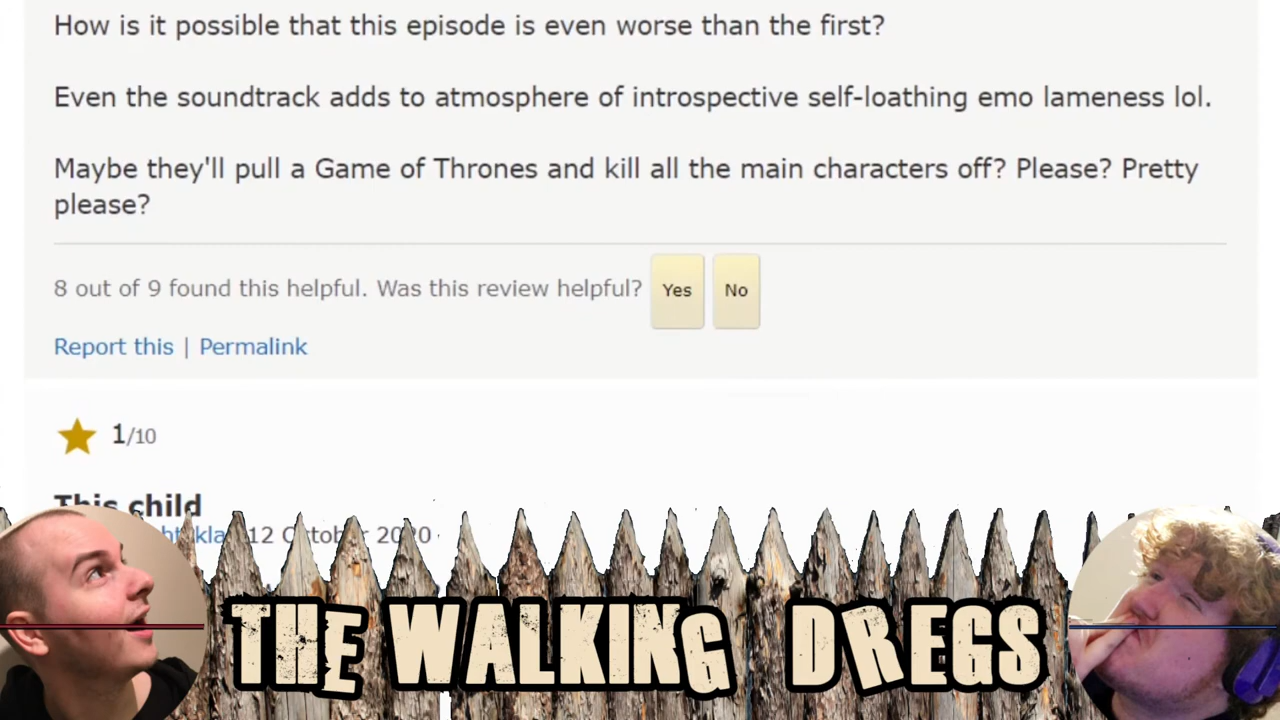 How is it possible that this episode is even worse than the first?
Even the soundtrack adds to atmosphere of introspective self-loathing emo lameness lol.
Maybe they'll pull a Game of Thrones and kill all the main characters off? Please? Pretty
please?
8 out of 9 found this helpful. Was this review helpful? Yes No
Report this | Permalink
1/10
This child
12 October 2020
THE WALKING DREGS